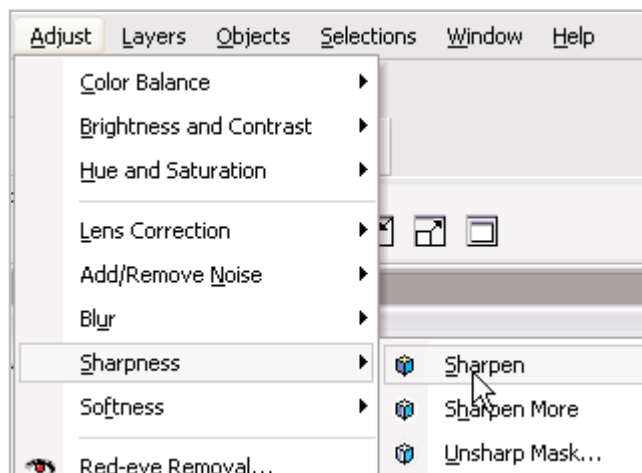 Adjust Layers Objects Selections Window Help
Color Balance
Brightness and Contrast
Hue and Saturation
Lens Correction
Add/Remove Noise
Blur
Sharpness
Sharpen
Softness
Sharpen More
Unsharp Mask...
Red-eye Removal...